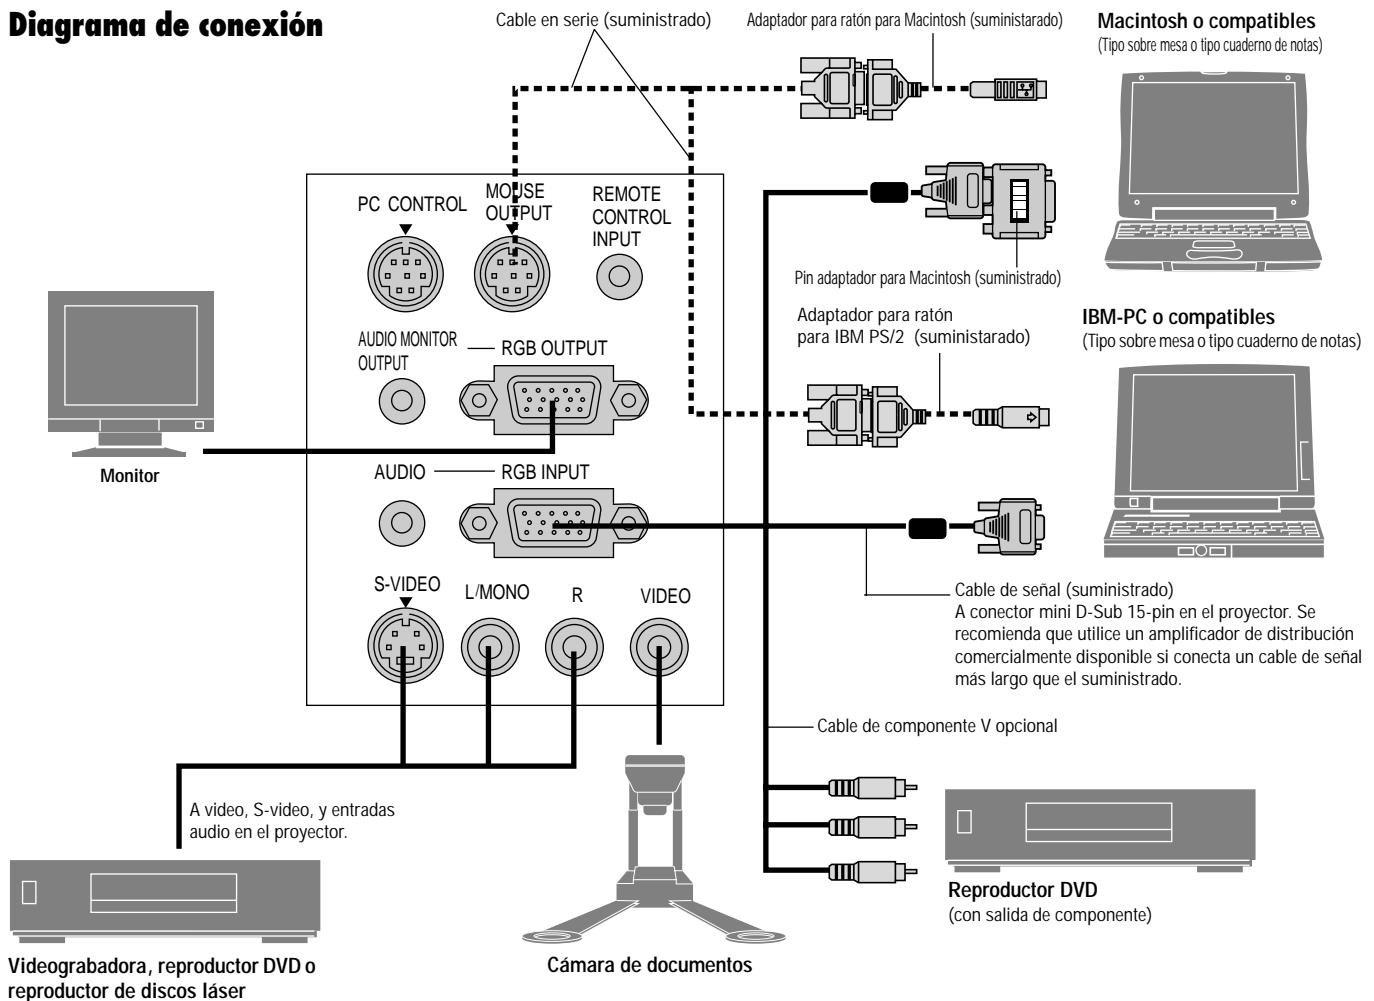 Diagrama de conexión
Cable en serie (suministrado)
Adaptador para ratón para Macintosh (suministarado)
Macintosh o compatibles
(Tipo sobre mesa o tipo cuaderno de notas)
PC CONTROL
MOUSE
OUTPUT
REMOTE
CONTROL
INPUT
Pin adaptador para Macintosh (suministrado)
Adaptador para ratón
para IBM PS/2 (suministarado)
IBM-PC o compatibles
(Tipo sobre mesa o tipo cuaderno de notas)
AUDIO MONITOR
OUTPUT
RGB OUTPUT
Monitor
AUDIO
RGB INPUT
S-VIDEO
L/MONO
R
VIDEO
Cable de señal (suministrado)
A conector mini D-Sub 15-pin en el proyector. Se
recomienda que utilice un amplificador de distribución
comercialmente disponible si conecta un cable de señal
más largo que el suministrado.
Cable de componente V opcional
A video, S-video, y entradas
audio en el proyector.
Reproductor DVD
(con salida de componente)
Cámara de documentos
Videograbadora, reproductor DVD o
reproductor de discos láser